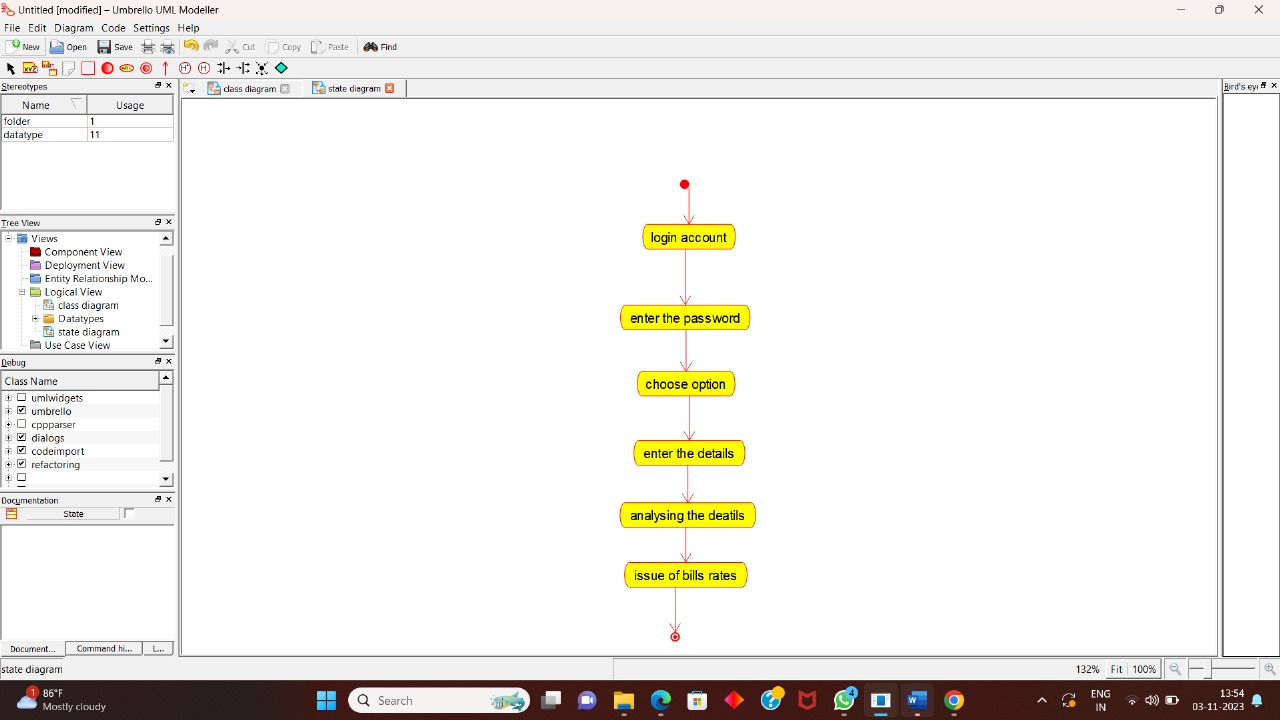 Untitled [modified] – Umbrello UML Modeller
File Edit Diagram Code Settings Help
New Open Save Cut Copy Paste Find
Stereotypes
Name Usage
folder 1
datatype 11
Tree View
Views
Component View
Deployment View
Entity Relationship Mo...
Logical View
class diagram
Datatypes
state diagram
Use Case View
Debug
Class Name
umlwidgets
umbrello
cppparser
dialogs
codeimport
refactoring
Documentation
State
Document... Command hi... L...
class diagram state diagram
login account
enter the password
choose option
enter the details
analysing the deatils
issue of bills rates
Bird's ey
state diagram
132% Fit 100%
1
86°F
Mostly cloudy
Search
4
ENG
IN
13:54
03-11-2023